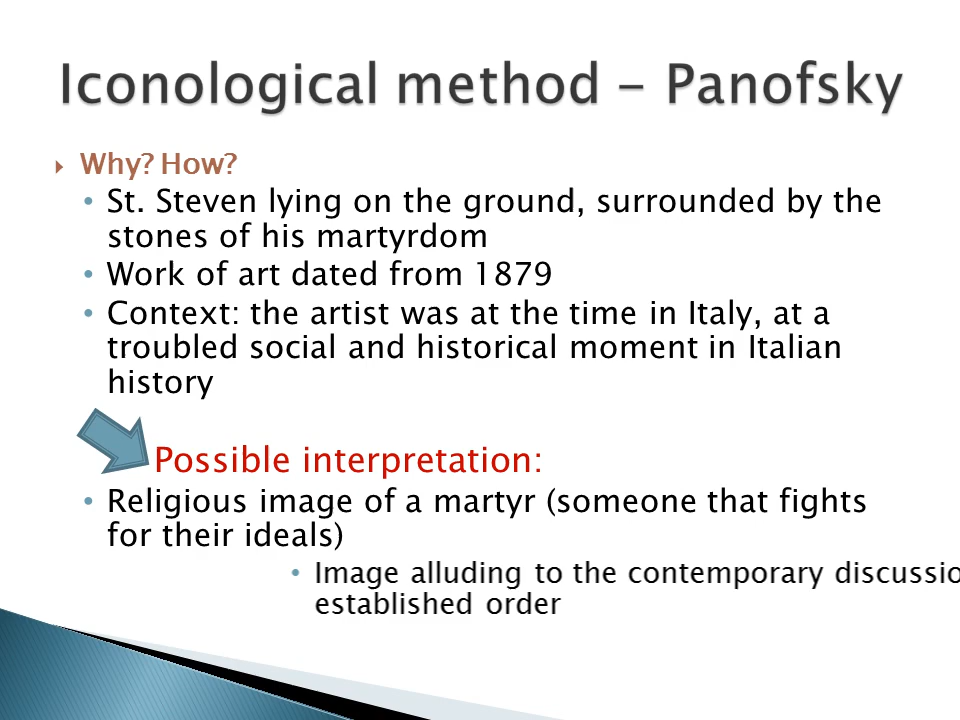 Iconological method - Panofsky
Why? How?
• St. Steven lying on the ground, surrounded by the
stones of his martyrdom
• Work of art dated from 1879
• Context: the artist was at the time in Italy, at a
troubled social and historical moment in Italian
history
Possible interpretation:
• Religious image of a martyr (someone that fights
for their ideals)
• Image alluding to the contemporary
established order